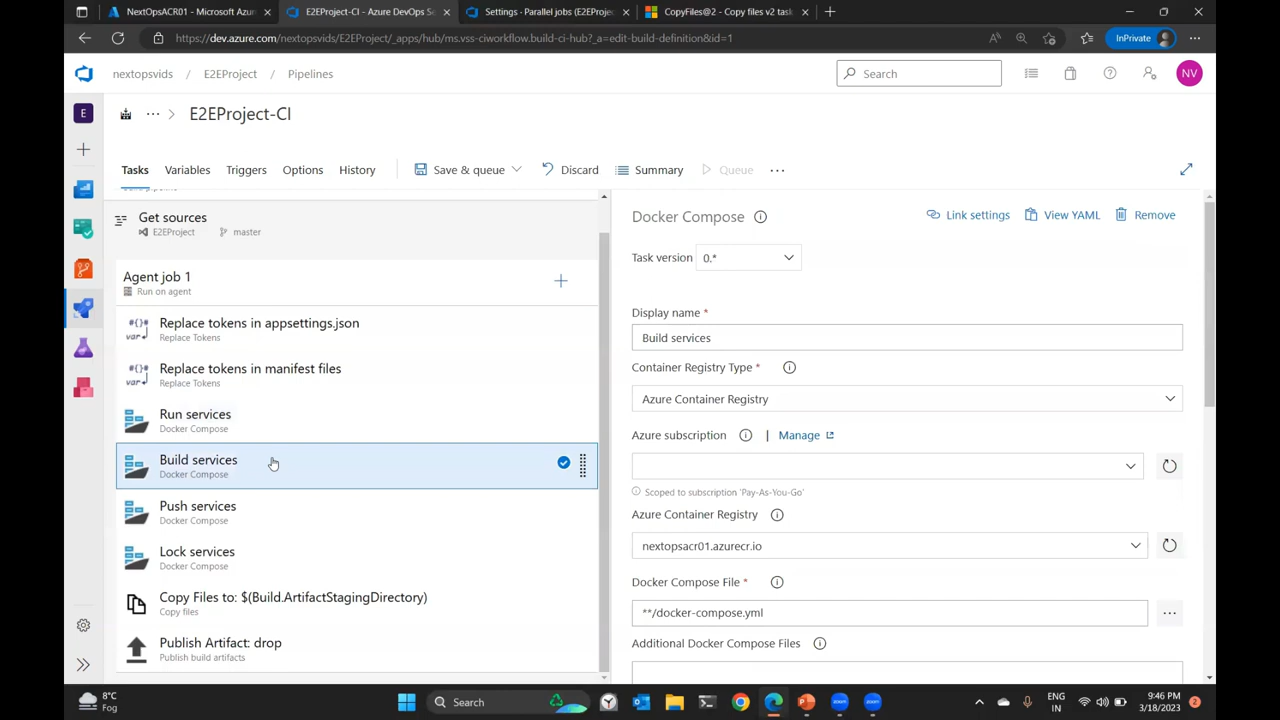 NextOpsACR01 - Microsoft Azu
E2EProject-CI - Azure DevOps Se
Settings · Parallel jobs (E2EProjec
CopyFiles@2 - Copy files v2 task
https://dev.azure.com/nextopsvids/E2EProject/_apps/hub/ms.vss-ciworkflow.build-ci-hub?_a=edit-build-definition&id=1
InPrivate
nextopsvids / E2EProject / Pipelines
Search
NV
E
E2EProject-CI
Tasks
Variables
Triggers
Options
History
Save & queue
Discard
Summary
Queue
Get sources
E2EProject
master
Agent job 1
Run on agent
Replace tokens in appsettings.json
Replace Tokens
Replace tokens in manifest files
Replace Tokens
Run services
Docker Compose
Build services
Docker Compose
Push services
Docker Compose
Lock services
Docker Compose
Copy Files to: $(Build.ArtifactStagingDirectory)
Copy files
Publish Artifact: drop
Publish build artifacts
Docker Compose
Link settings
View YAML
Remove
Task version
0.*
Display name *
Build services
Container Registry Type *
Azure Container Registry
Azure subscription
| Manage
Scoped to subscription 'Pay-As-You-Go'
Azure Container Registry
nextopsacr01.azurecr.io
Docker Compose File *
**/docker-compose.yml
Additional Docker Compose Files
8°C
Fog
Search
ENG
IN
9:46 PM
3/18/2023
2